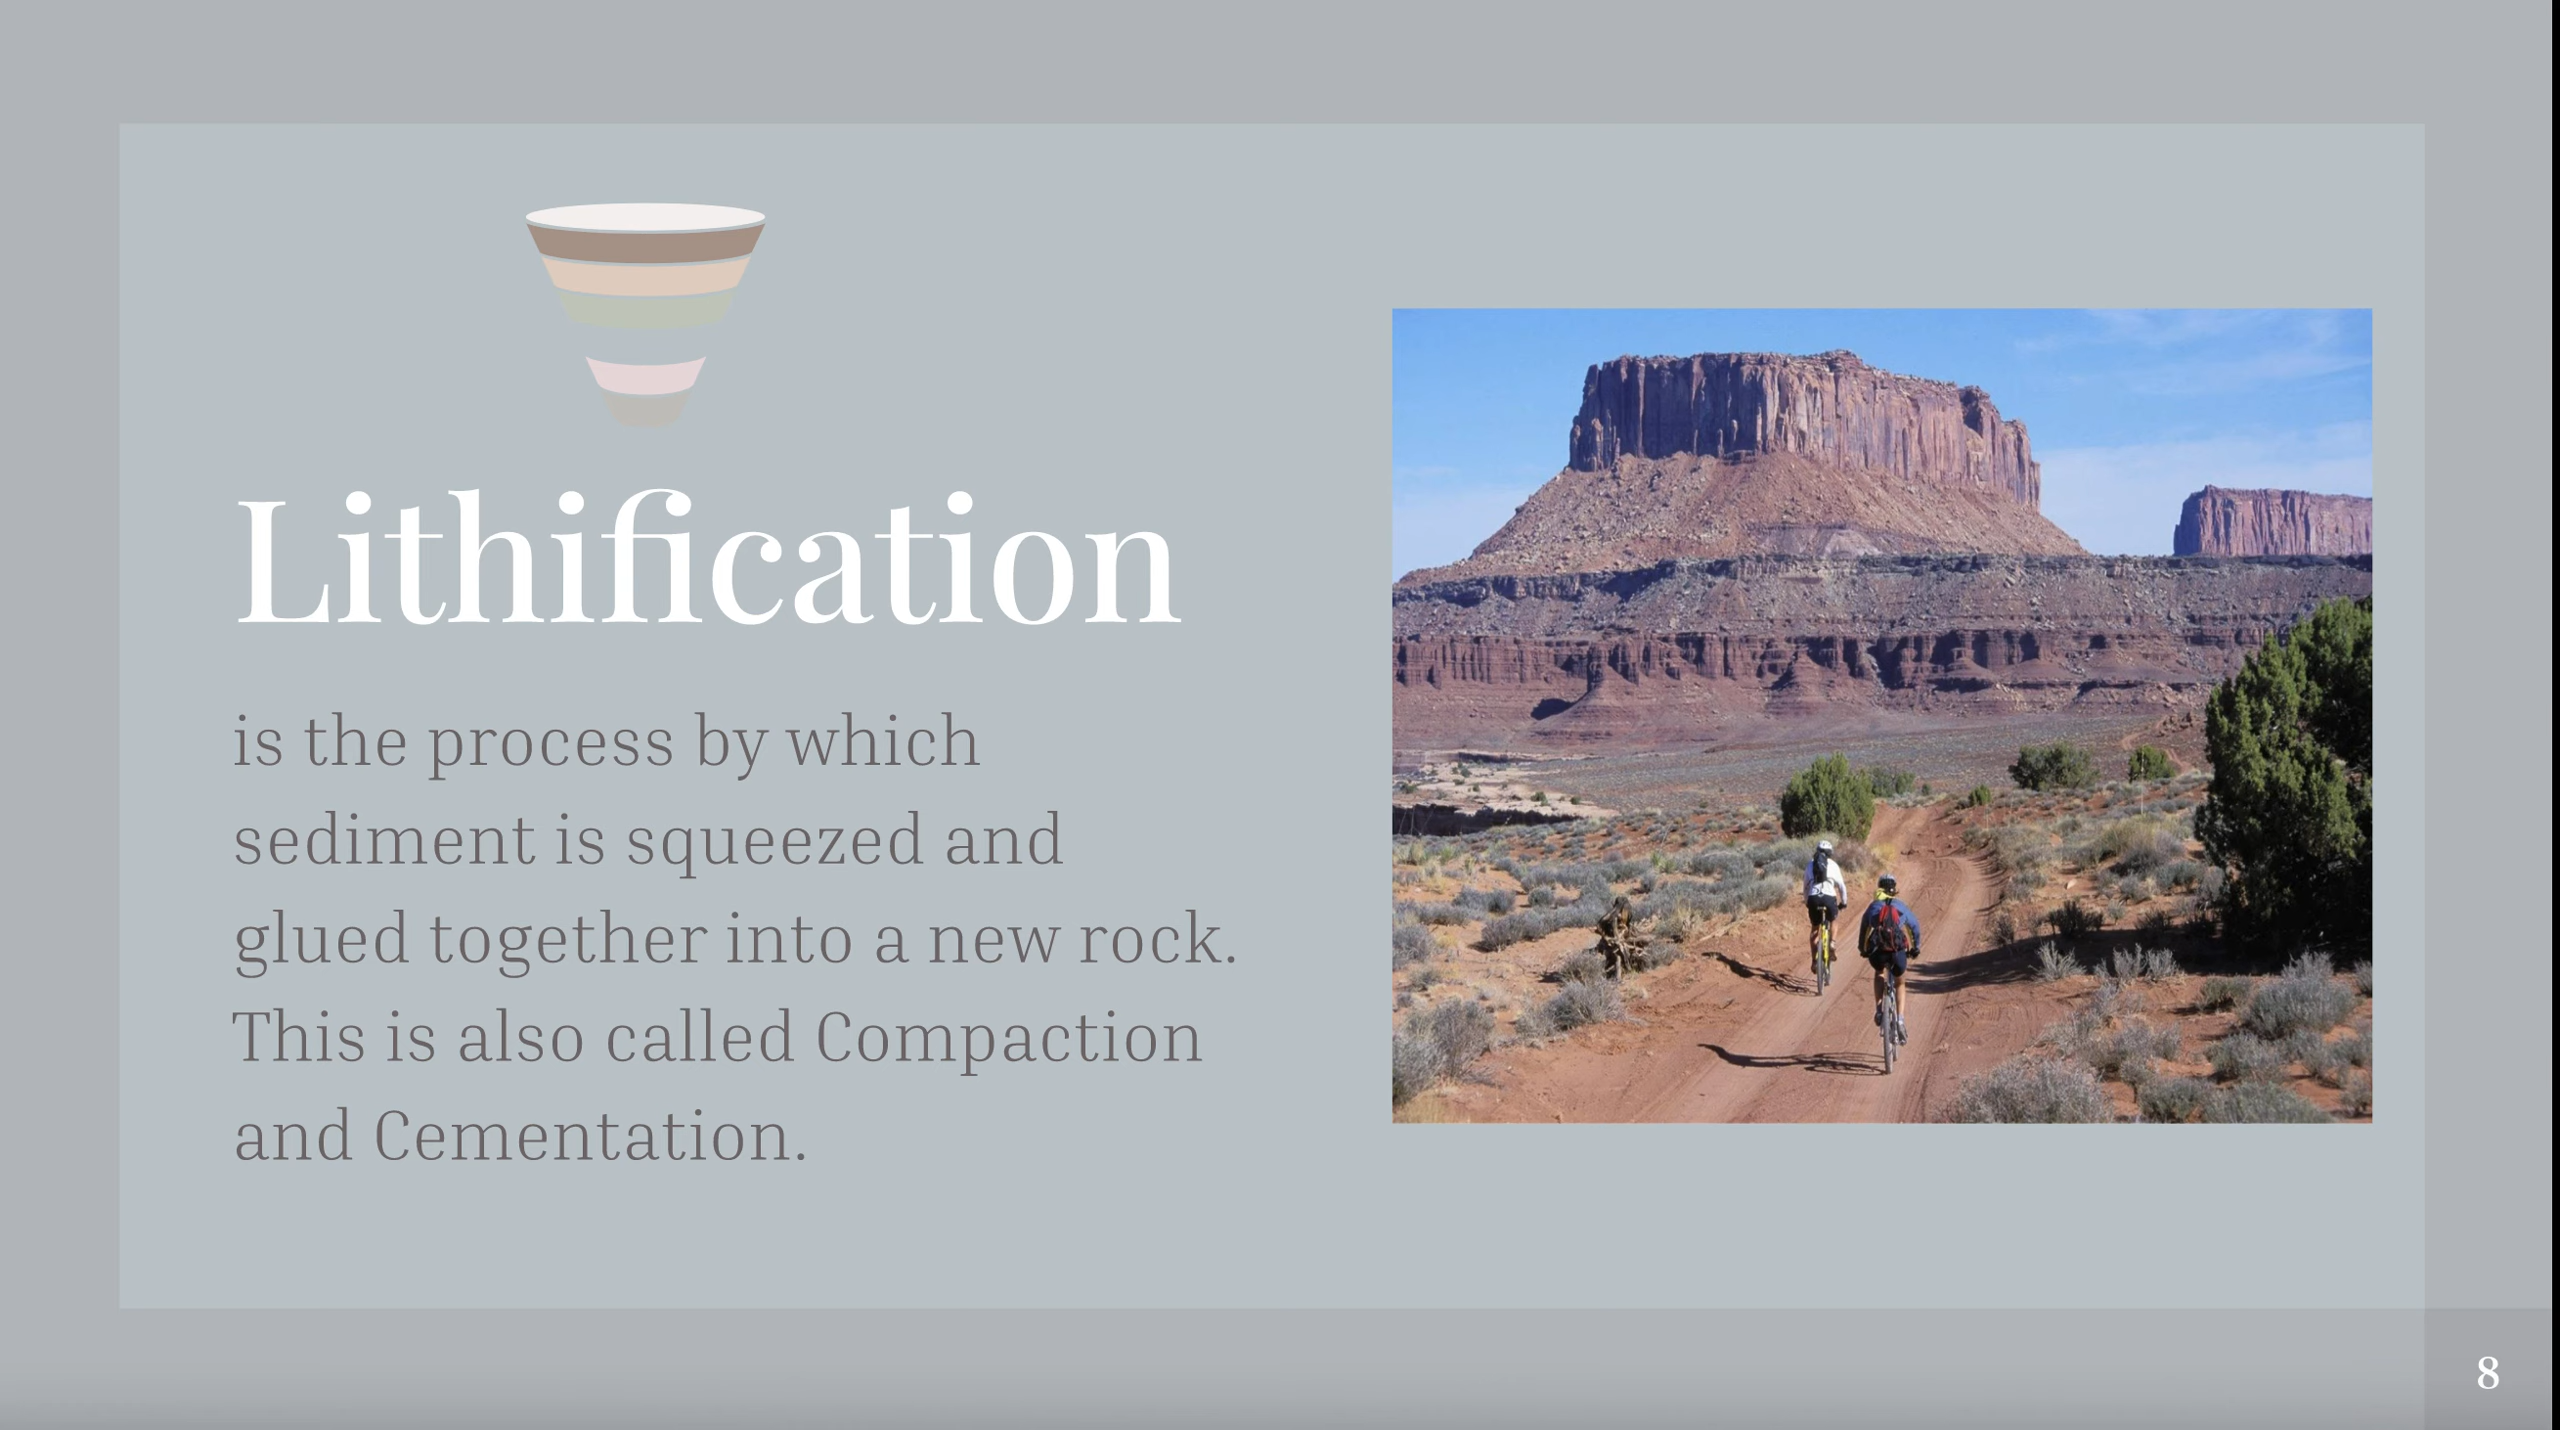 Lithification
is the process by which
sediment is squeezed and
glued together into a new rock.
This is also called Compaction
and Cementation.
8